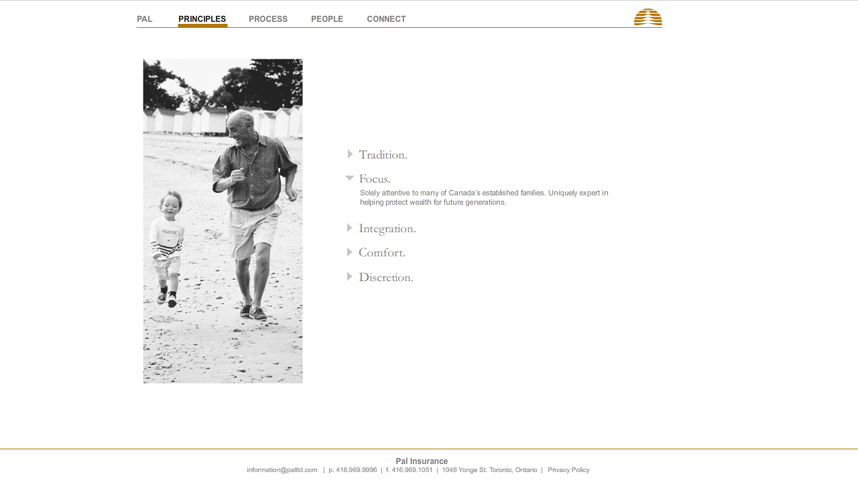 PAL PRINCIPLES PROCESS PEOPLE CONNECT
Tradition.
Focus.
Solely attentive to many of Canada's established families. Uniquely expert in
helping protect wealth for future generations.
Integration.
Comfort.
Discretion.
Pal Insurance
information@palltd.com | p. 416.969.9996 | f. 416.969.1051 | 1046 Yonge St. Toronto, Ontario | Privacy Policy